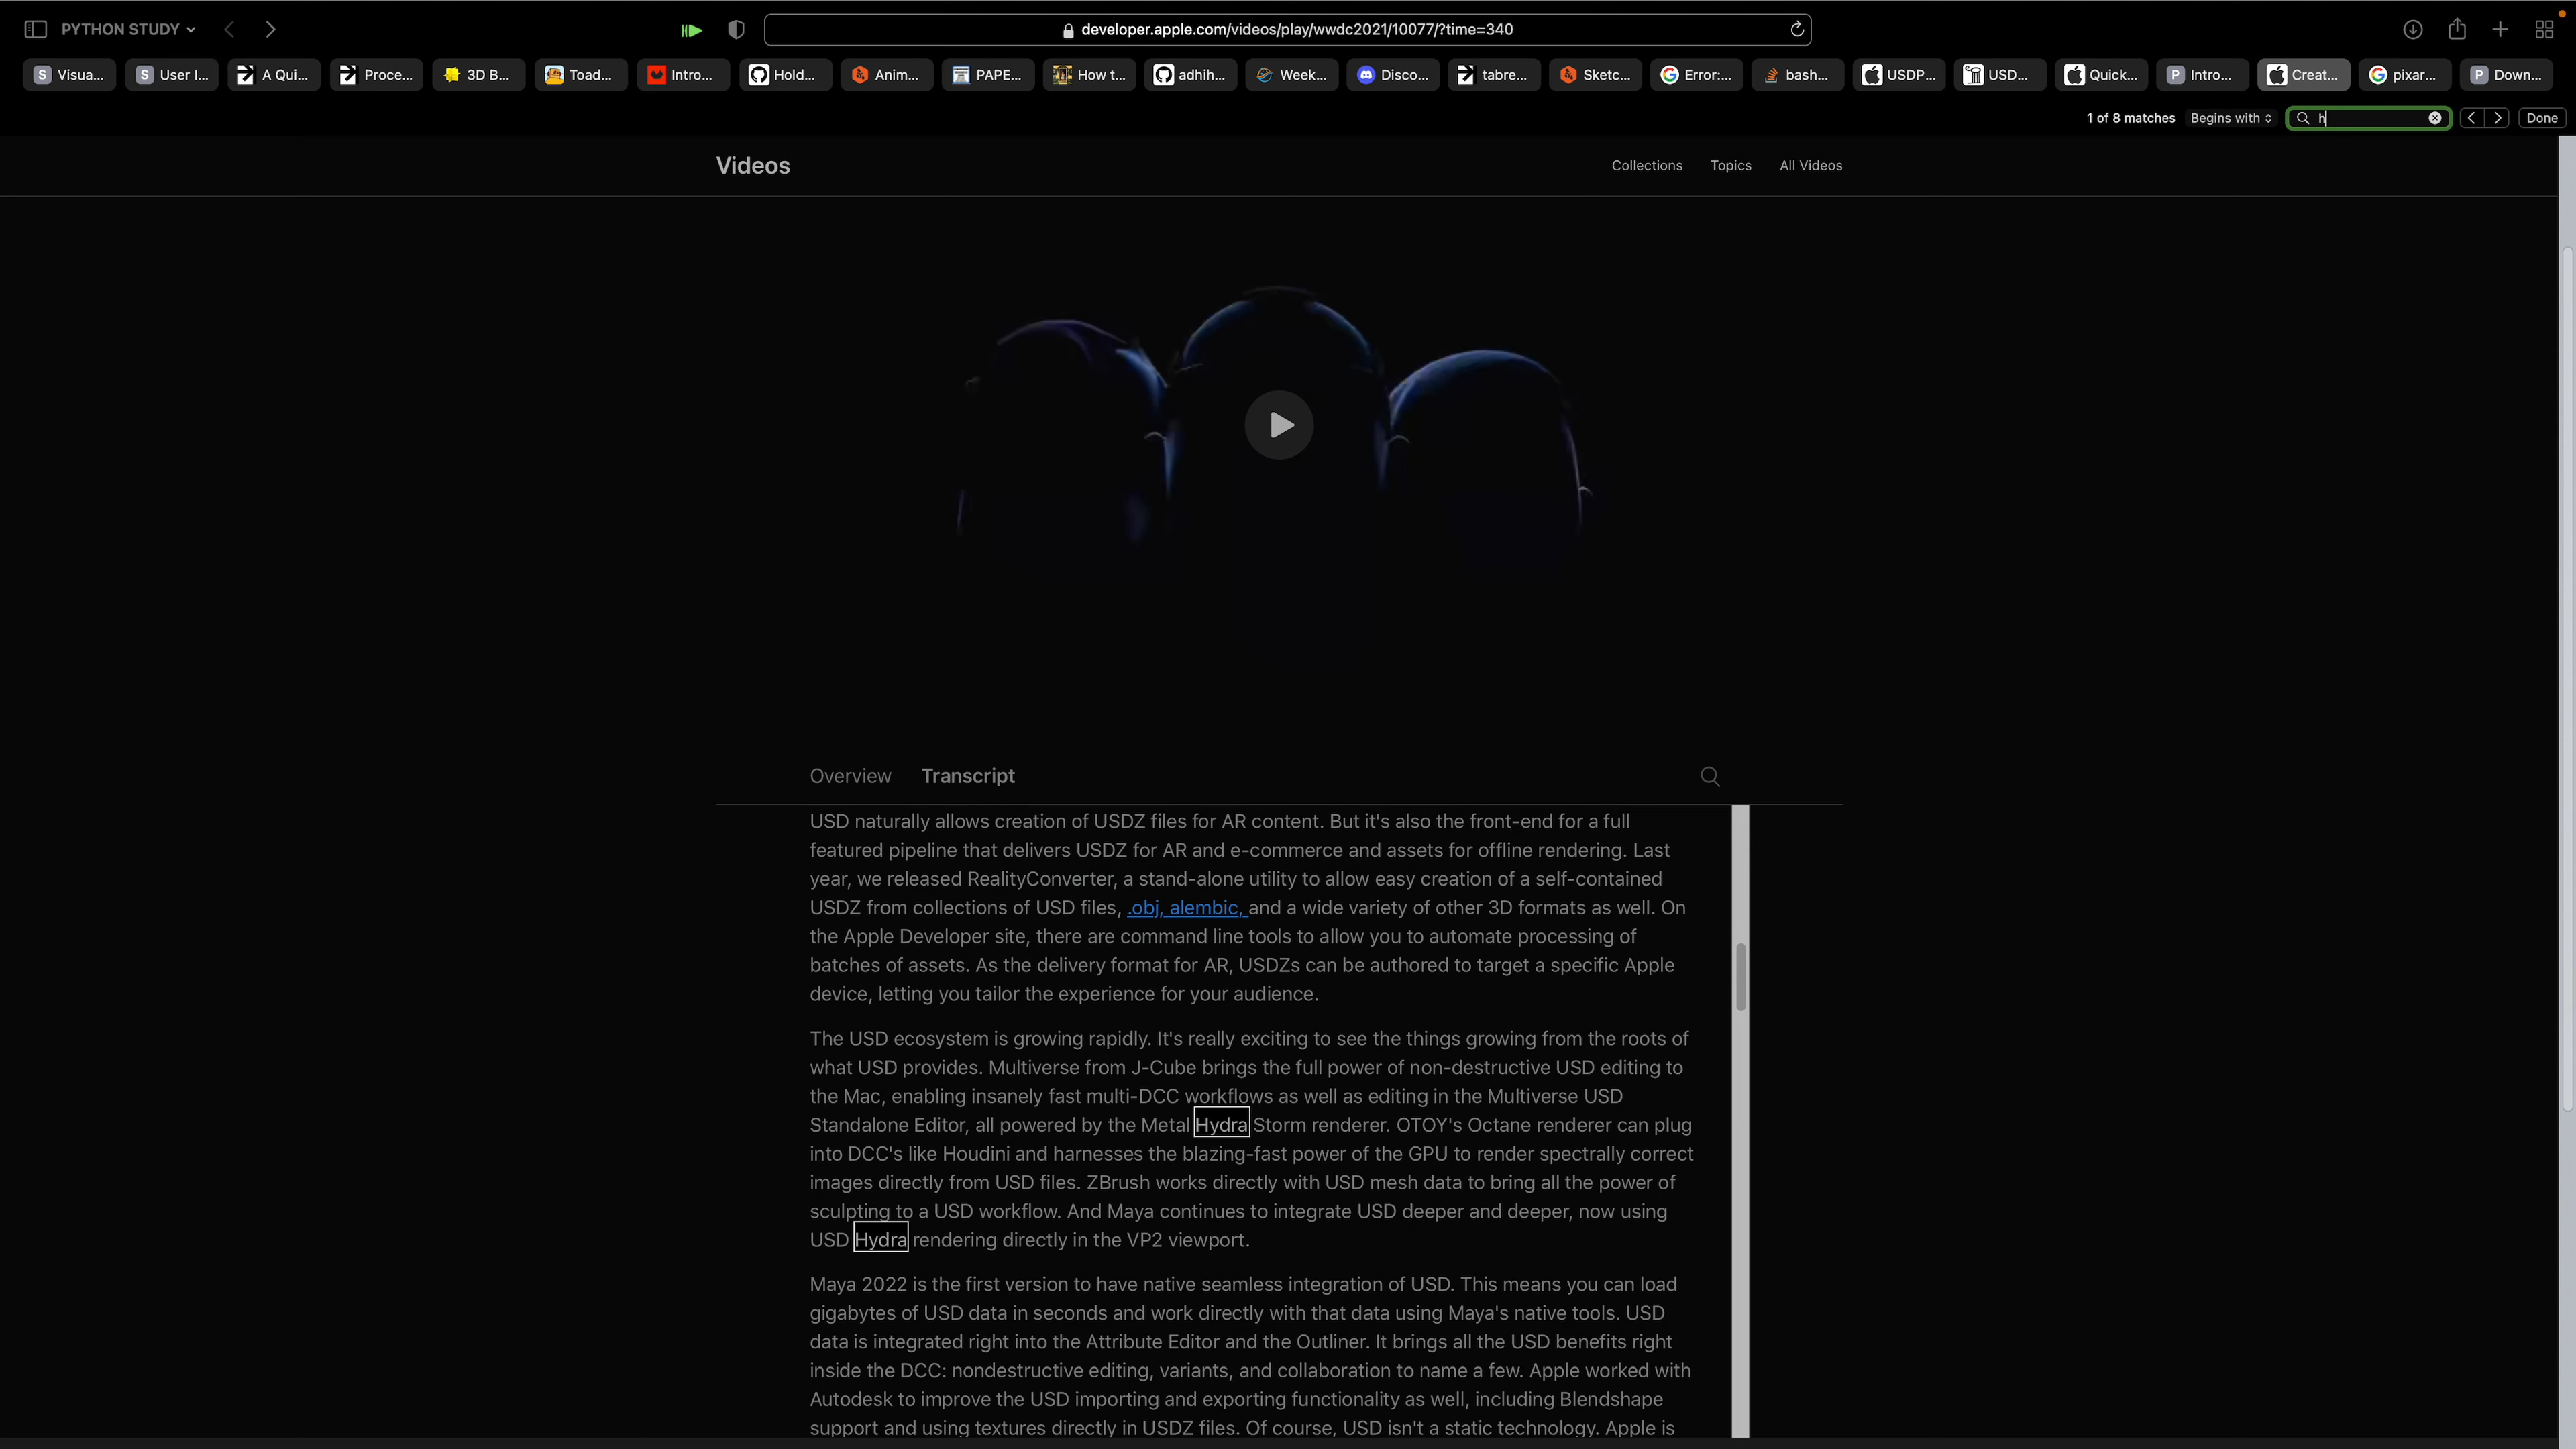 PYTHON STUDY
developer.apple.com/videos/play/wwdc2021/10077/?time=340
Visua... User I... A Qui... Proce... 3D B... Toad... Intro... Hold... Anim... PAPE... How t... adhih... Week... Disco... tabre... Sketc... Error:... bash... USDP... USD... Quick... Intro... Creat... pixar... Down...
1 of 8 matches Begins with h Done
Videos Collections Topics All Videos
Overview Transcript
USD naturally allows creation of USDZ files for AR content. But it's also the front-end for a full
featured pipeline that delivers USDZ for AR and e-commerce and assets for offline rendering. Last
year, we released RealityConverter, a stand-alone utility to allow easy creation of a self-contained
USDZ from collections of USD files, .obj, alembic, and a wide variety of other 3D formats as well. On
the Apple Developer site, there are command line tools to allow you to automate processing of
batches of assets. As the delivery format for AR, USDZs can be authored to target a specific Apple
device, letting you tailor the experience for your audience.
The USD ecosystem is growing rapidly. It's really exciting to see the things growing from the roots of
what USD provides. Multiverse from J-Cube brings the full power of non-destructive USD editing to
the Mac, enabling insanely fast multi-DCC workflows as well as editing in the Multiverse USD
Standalone Editor, all powered by the Metal Hydra Storm renderer. OTOY's Octane renderer can plug
into DCC's like Houdini and harnesses the blazing-fast power of the GPU to render spectrally correct
images directly from USD files. ZBrush works directly with USD mesh data to bring all the power of
sculpting to a USD workflow. And Maya continues to integrate USD deeper and deeper, now using
USD Hydra rendering directly in the VP2 viewport.
Maya 2022 is the first version to have native seamless integration of USD. This means you can load
gigabytes of USD data in seconds and work directly with that data using Maya's native tools. USD
data is integrated right into the Attribute Editor and the Outliner. It brings all the USD benefits right
inside the DCC: nondestructive editing, variants, and collaboration to name a few. Apple worked with
Autodesk to improve the USD importing and exporting functionality as well, including Blendshape
support and using textures directly in USDZ files. Of course, USD isn't a static technology. Apple is